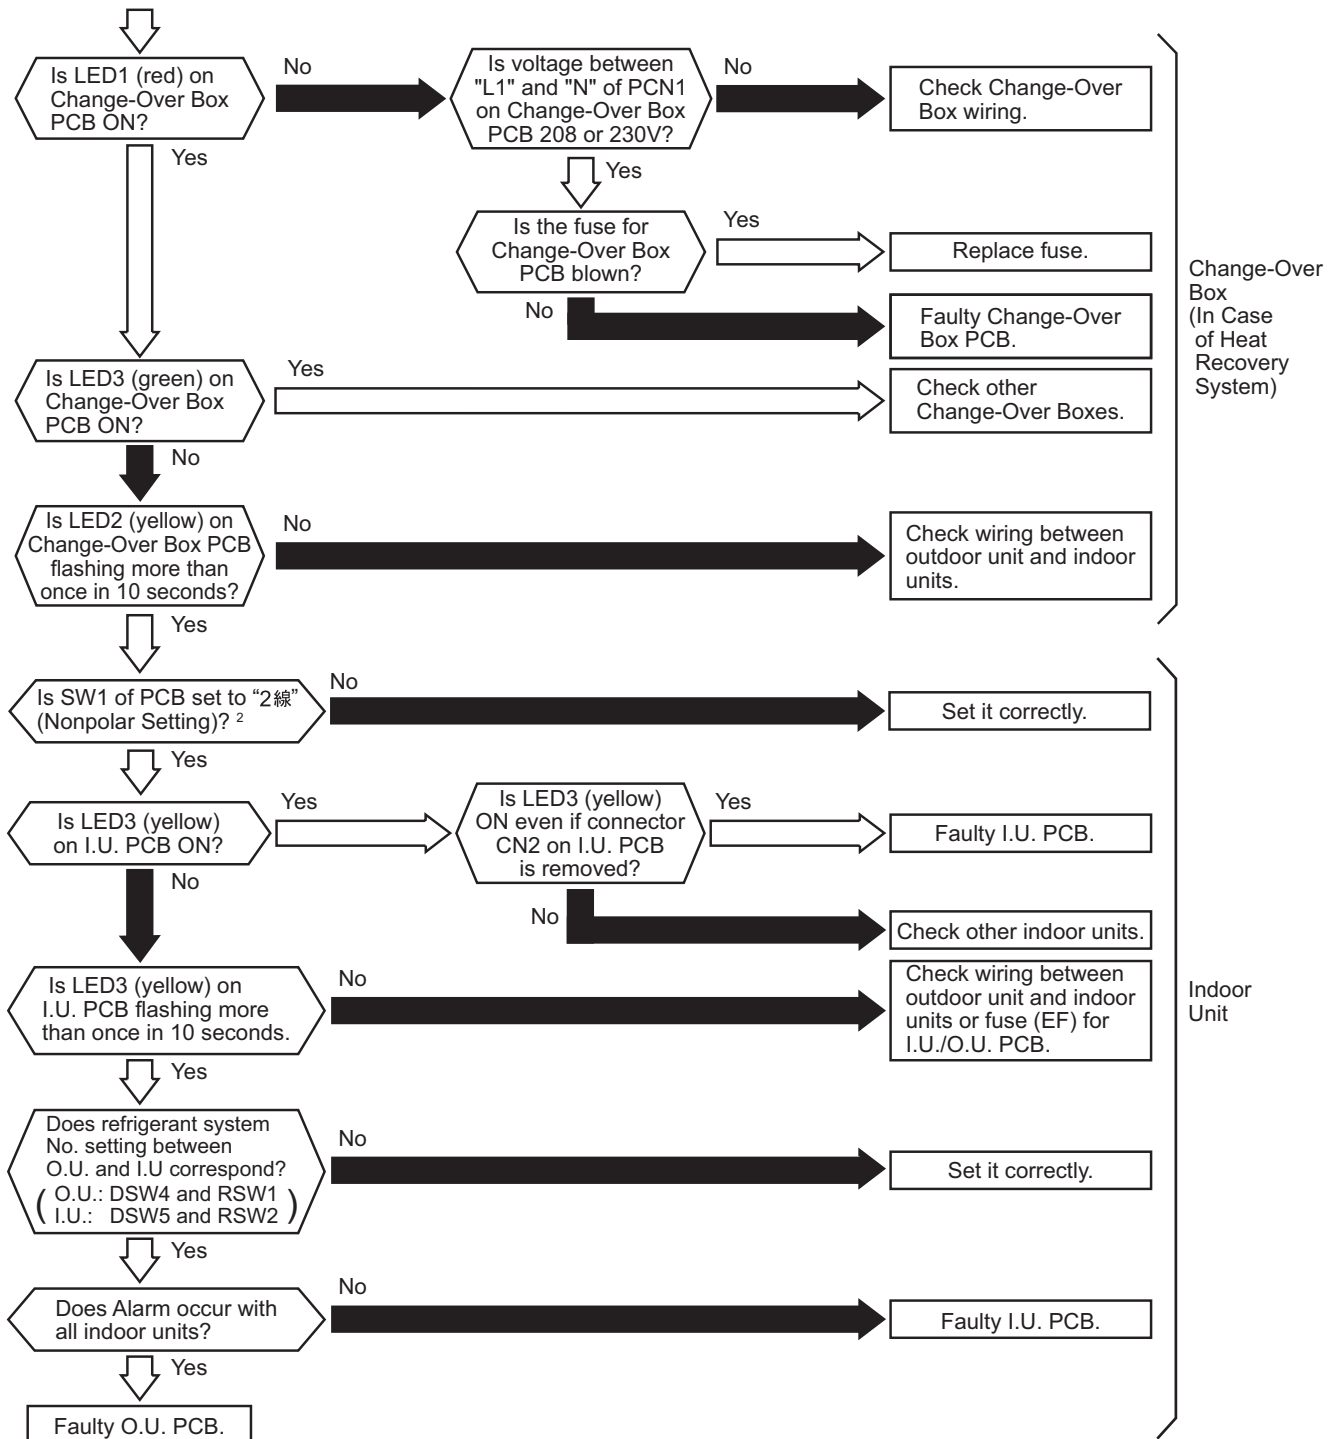 Is LED1 (red) on
Change-Over Box
PCB ON?
No
Is voltage between
"L1" and "N" of PCN1
on Change-Over Box
PCB 208 or 230V?
No
Check Change-Over
Box wiring.
Yes
Yes
Is the fuse for
Change-Over Box
PCB blown?
Yes
Replace fuse.
No
Faulty Change-Over
Box PCB.
Change-Over
Box
(In Case
of Heat
Recovery
System)
Is LED3 (green) on
Change-Over Box
PCB ON?
Yes
Check other
Change-Over Boxes.
No
Is LED2 (yellow) on
Change-Over Box PCB
flashing more than
once in 10 seconds?
No
Check wiring between
outdoor unit and indoor
units.
Yes
Is SW1 of PCB set to “2線”
(Nonpolar Setting)? 2
No
Set it correctly.
Yes
Is LED3 (yellow)
on I.U. PCB ON?
Yes
Is LED3 (yellow)
ON even if connector
CN2 on I.U. PCB
is removed?
Yes
Faulty I.U. PCB.
No
No
Check other indoor units.
Is LED3 (yellow) on
I.U. PCB flashing more
than once in 10 seconds.
No
Check wiring between
outdoor unit and indoor
units or fuse (EF) for
I.U./O.U. PCB.
Indoor
Unit
Yes
Does refrigerant system
No. setting between
O.U. and I.U correspond?
( O.U.: DSW4 and RSW1
I.U.: DSW5 and RSW2 )
No
Set it correctly.
Yes
Does Alarm occur with
all indoor units?
No
Faulty I.U. PCB.
Yes
Faulty O.U. PCB.